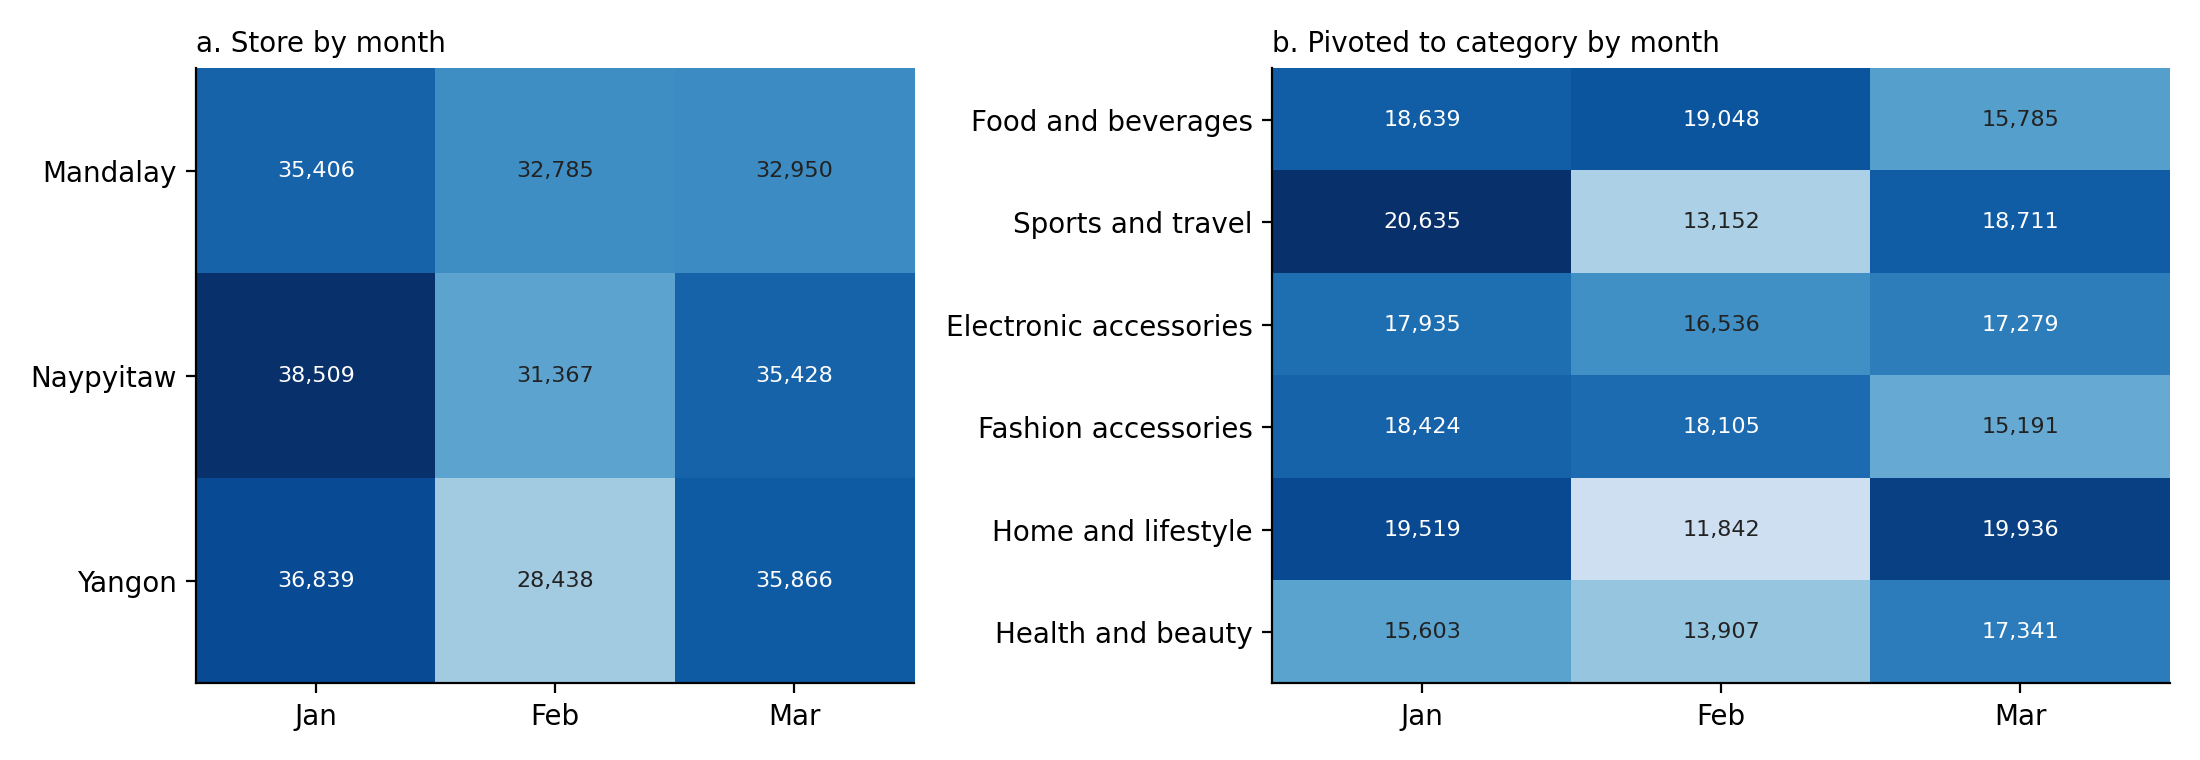 a. Store by month
Mandalay 35,406 32,785 32,950
Naypyitaw 38,509 31,367 35,428
Yangon 36,839 28,438 35,866
Jan Feb Mar
b. Pivoted to category by month
Food and beverages 18,639 19,048 15,785
Sports and travel 20,635 13,152 18,711
Electronic accessories 17,935 16,536 17,279
Fashion accessories 18,424 18,105 15,191
Home and lifestyle 19,519 11,842 19,936
Health and beauty 15,603 13,907 17,341
Jan Feb Mar